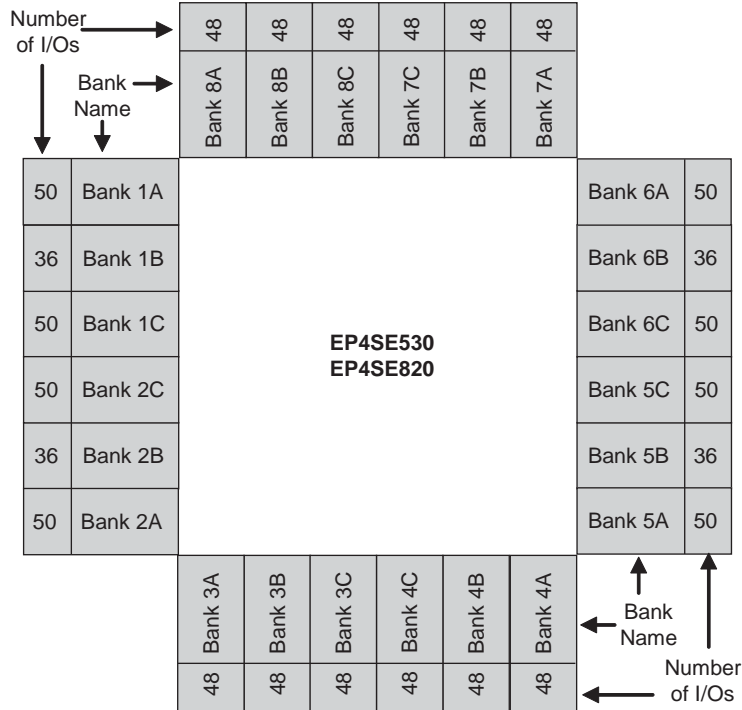 Number
of I/Os
48 48 48 48 48 48
Bank
Name
Bank 8A Bank 8B Bank 8C Bank 7C Bank 7B Bank 7A
50 Bank 1A Bank 6A 50
36 Bank 1B Bank 6B 36
50 Bank 1C Bank 6C 50
EP4SE530
EP4SE820
50 Bank 2C Bank 5C 50
36 Bank 2B Bank 5B 36
50 Bank 2A Bank 5A 50
Bank 3A Bank 3B Bank 3C Bank 4C Bank 4B Bank 4A
Bank
Name
48 48 48 48 48 48
Number
of I/Os